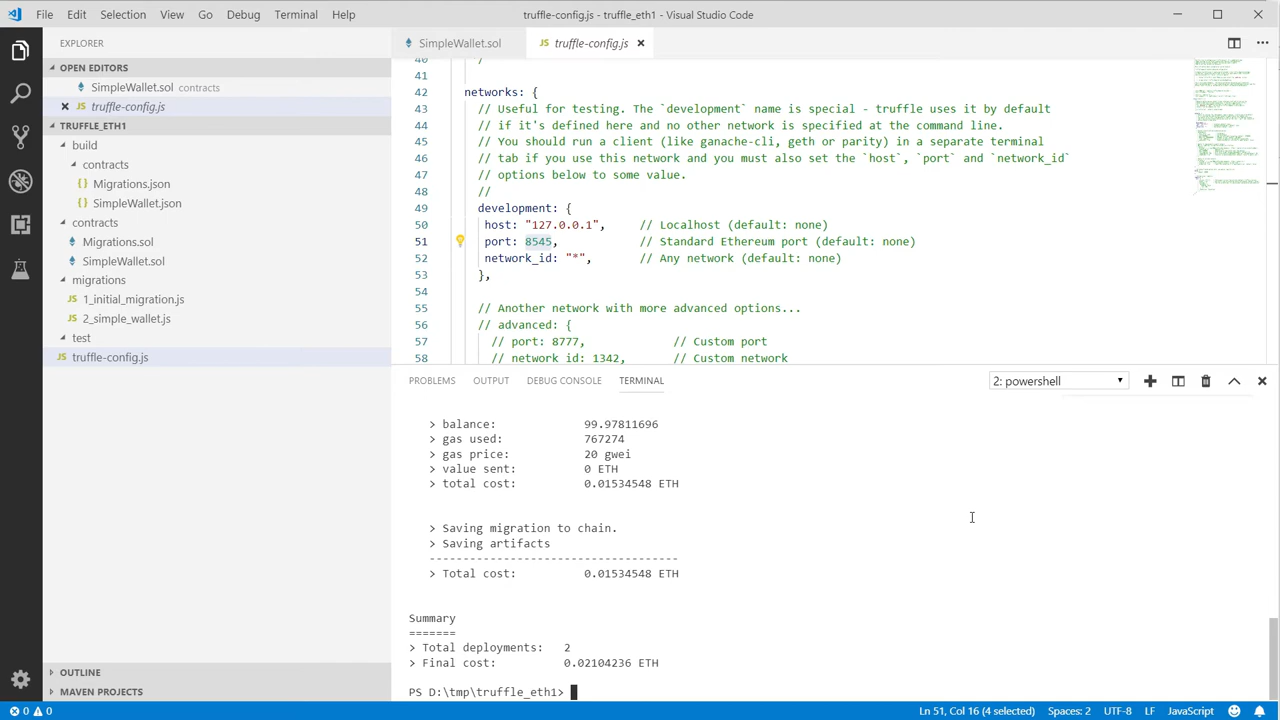 File Edit Selection View Go Debug Terminal Help
truffle-config.js - truffle_eth1 - Visual Studio Code
EXPLORER
OPEN EDITORS
SimpleWallet.sol contracts
truffle-config.js
TRUFFLE_ETH1
build
contracts
Migrations.json
SimpleWallet.json
contracts
Migrations.sol
SimpleWallet.sol
migrations
1_initial_migration.js
2_simple_wallet.js
test
truffle-config.js
OUTLINE
MAVEN PROJECTS
SimpleWallet.sol
truffle-config.js
40 */
41
42 networks: {
43 // Useful for testing. The `development` name is special - truffle uses it by default
44 // if it's defined here and no other network is specified at the command line.
45 // You should run a client (like ganache-cli, geth or parity) in a separate terminal
46 // tab if you use this network and you must also set the `host`, `port` and `network_id`
47 // options below to some value.
48 //
49 development: {
50 host: "127.0.0.1", // Localhost (default: none)
51 port: 8545, // Standard Ethereum port (default: none)
52 network_id: "*", // Any network (default: none)
53 },
54
55 // Another network with more advanced options...
56 // advanced: {
57 // port: 8777, // Custom port
58 // network_id: 1342, // Custom network
PROBLEMS OUTPUT DEBUG CONSOLE TERMINAL
2: powershell
> balance: 99.97811696
> gas used: 767274
> gas price: 20 gwei
> value sent: 0 ETH
> total cost: 0.01534548 ETH
> Saving migration to chain.
> Saving artifacts
-------------------------------------
> Total cost: 0.01534548 ETH
Summary
=======
> Total deployments: 2
> Final cost: 0.02104236 ETH
PS D:\tmp\truffle_eth1>
0 0
Ln 51, Col 16 (4 selected) Spaces: 2 UTF-8 LF JavaScript